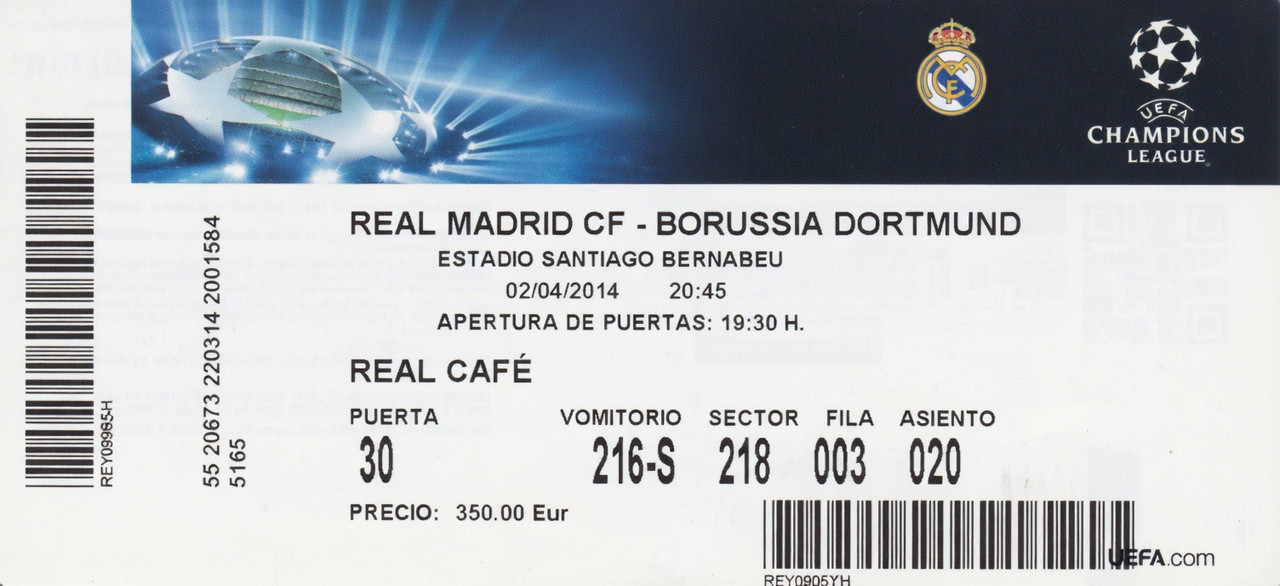 UEFA
CHAMPIONS
LEAGUE
REAL MADRID CF - BORUSSIA DORTMUND
ESTADIO SANTIAGO BERNABEU
02/04/2014 20:45
APERTURA DE PUERTAS: 19:30 H.
REAL CAFÉ
PUERTA VOMITORIO SECTOR FILA ASIENTO
30 216-S 218 003 020
PRECIO: 350.00 Eur
UEFA.com
REY0905YH
REY09965-H
55 20673 220314 2001584
5165